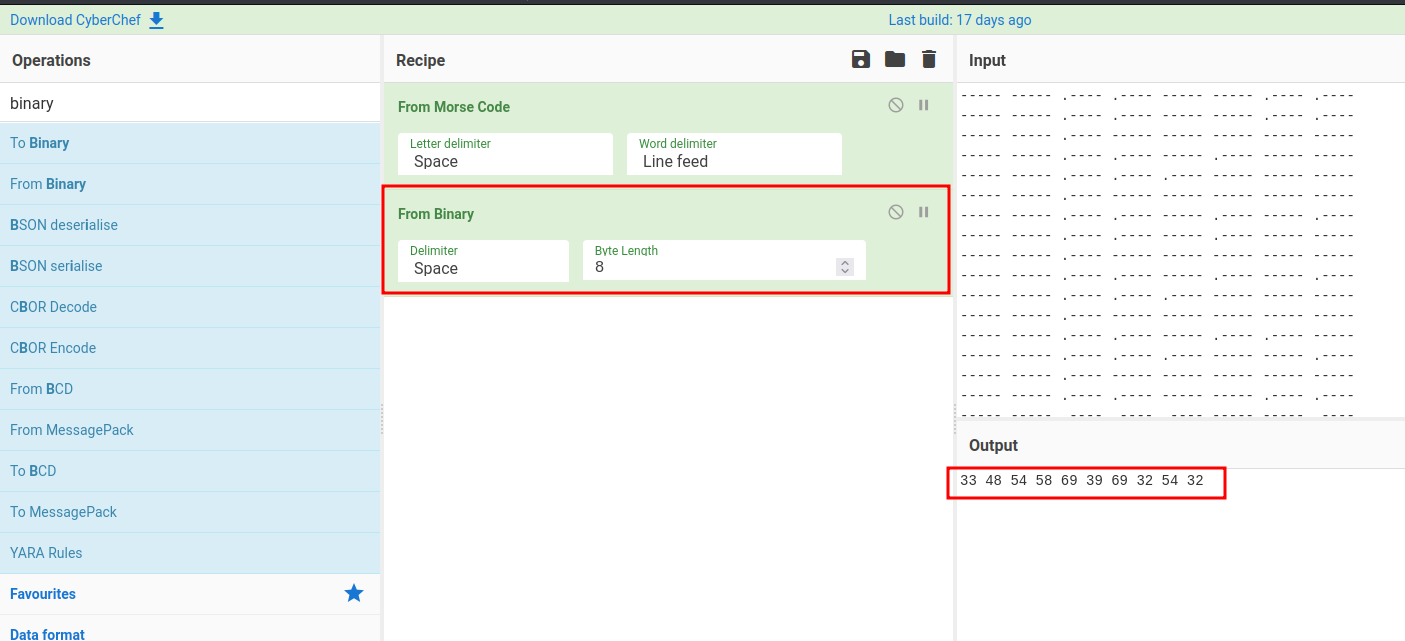 Download CyberChef
Last build: 17 days ago
Operations
Recipe
Input
binary
To Binary
From Binary
BSON deserialise
BSON serialise
CBOR Decode
CBOR Encode
From BCD
From MessagePack
To BCD
To MessagePack
YARA Rules
Favourites
Data format
From Morse Code
Letter delimiter
Space
Word delimiter
Line feed
From Binary
Delimiter
Space
Byte Length
8
----- ----- .---- .---- ----- ----- .---- .----
----- ----- .---- .---- ----- ----- .---- .----
----- ----- .---- ----- ----- ----- ----- -----
----- ----- .---- .---- ----- .---- ----- -----
----- ----- .---- .---- .---- ----- ----- -----
----- ----- .---- ----- ----- ----- ----- -----
----- ----- .---- .---- ----- .---- ----- .----
----- ----- .---- .---- ----- .---- ----- -----
----- ----- .---- ----- ----- ----- ----- -----
----- ----- .---- .---- ----- .---- ----- .----
----- ----- .---- .---- .---- ----- ----- -----
----- ----- .---- ----- ----- ----- ----- -----
----- ----- .---- .---- ----- .---- .---- -----
----- ----- .---- .---- .---- ----- ----- .----
----- ----- .---- ----- ----- ----- ----- -----
----- ----- .---- .---- ----- ----- .---- .----
Output
33 48 54 58 69 39 69 32 54 32